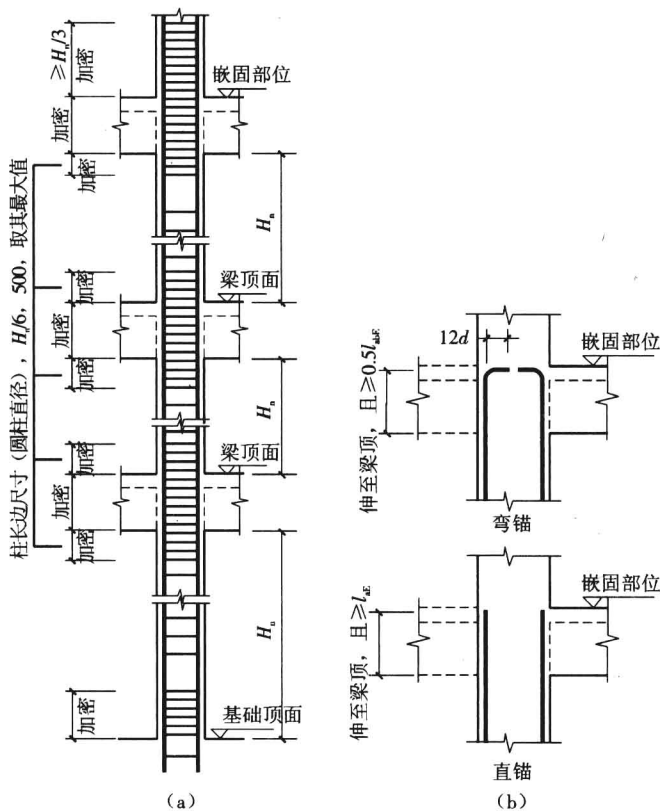 ≥Hn/3
加密
嵌固部位
加密
加密
柱长边尺寸（圆柱直径），Hn/6，500，取其最大值
Hn
加密
梁顶面
加密
加密
Hn
加密
梁顶面
加密
加密
Hn
加密
基础顶面
（a）
12d
嵌固部位
伸至梁顶，且≥0.5labE
弯锚
嵌固部位
伸至梁顶，且≥laE
直锚
（b）